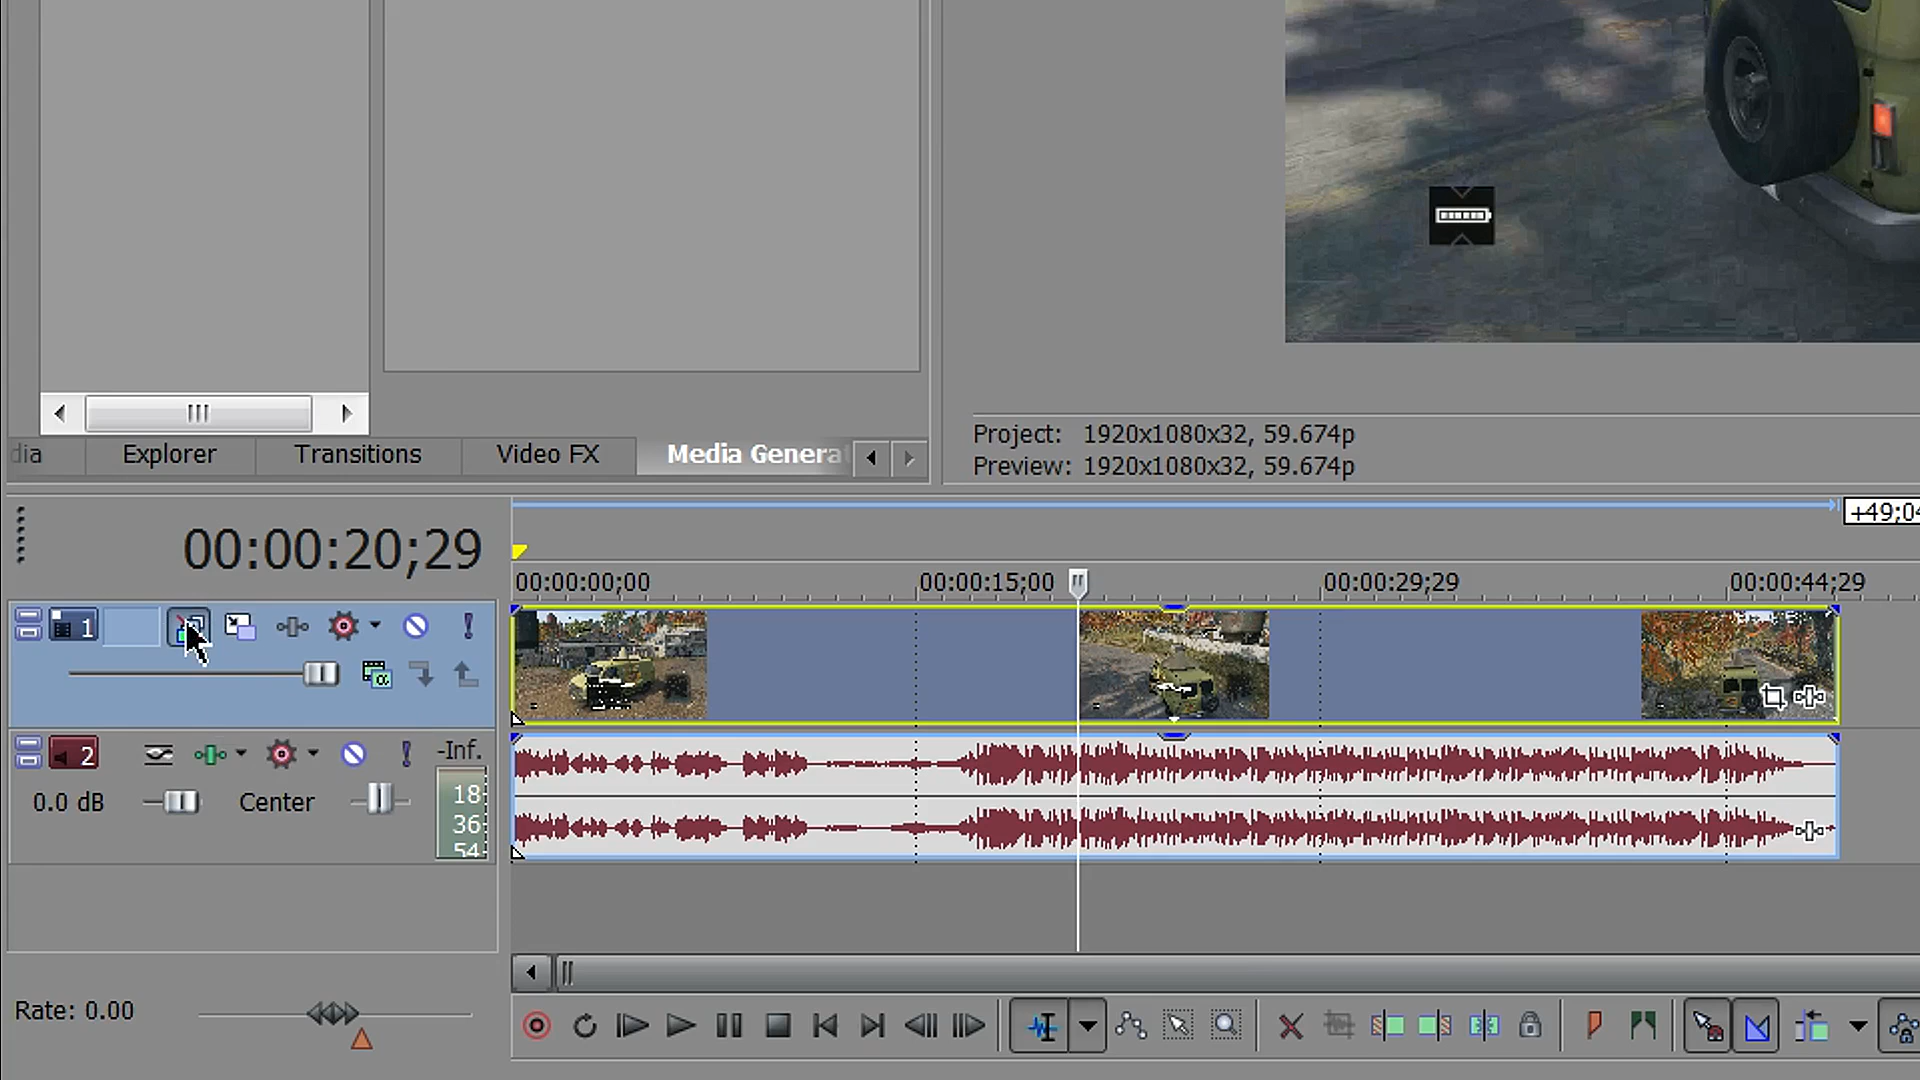 dia
Explorer
Transitions
Video FX
Media Genera
Project: 1920x1080x32, 59.674p
Preview: 1920x1080x32, 59.674p
+49;04
00:00:20;29
00:00:00;00
00:00:15;00
00:00:29;29
00:00:44;29
1
α
2
-Inf.
0.0 dB
Center
18
36
54
Rate: 0.00